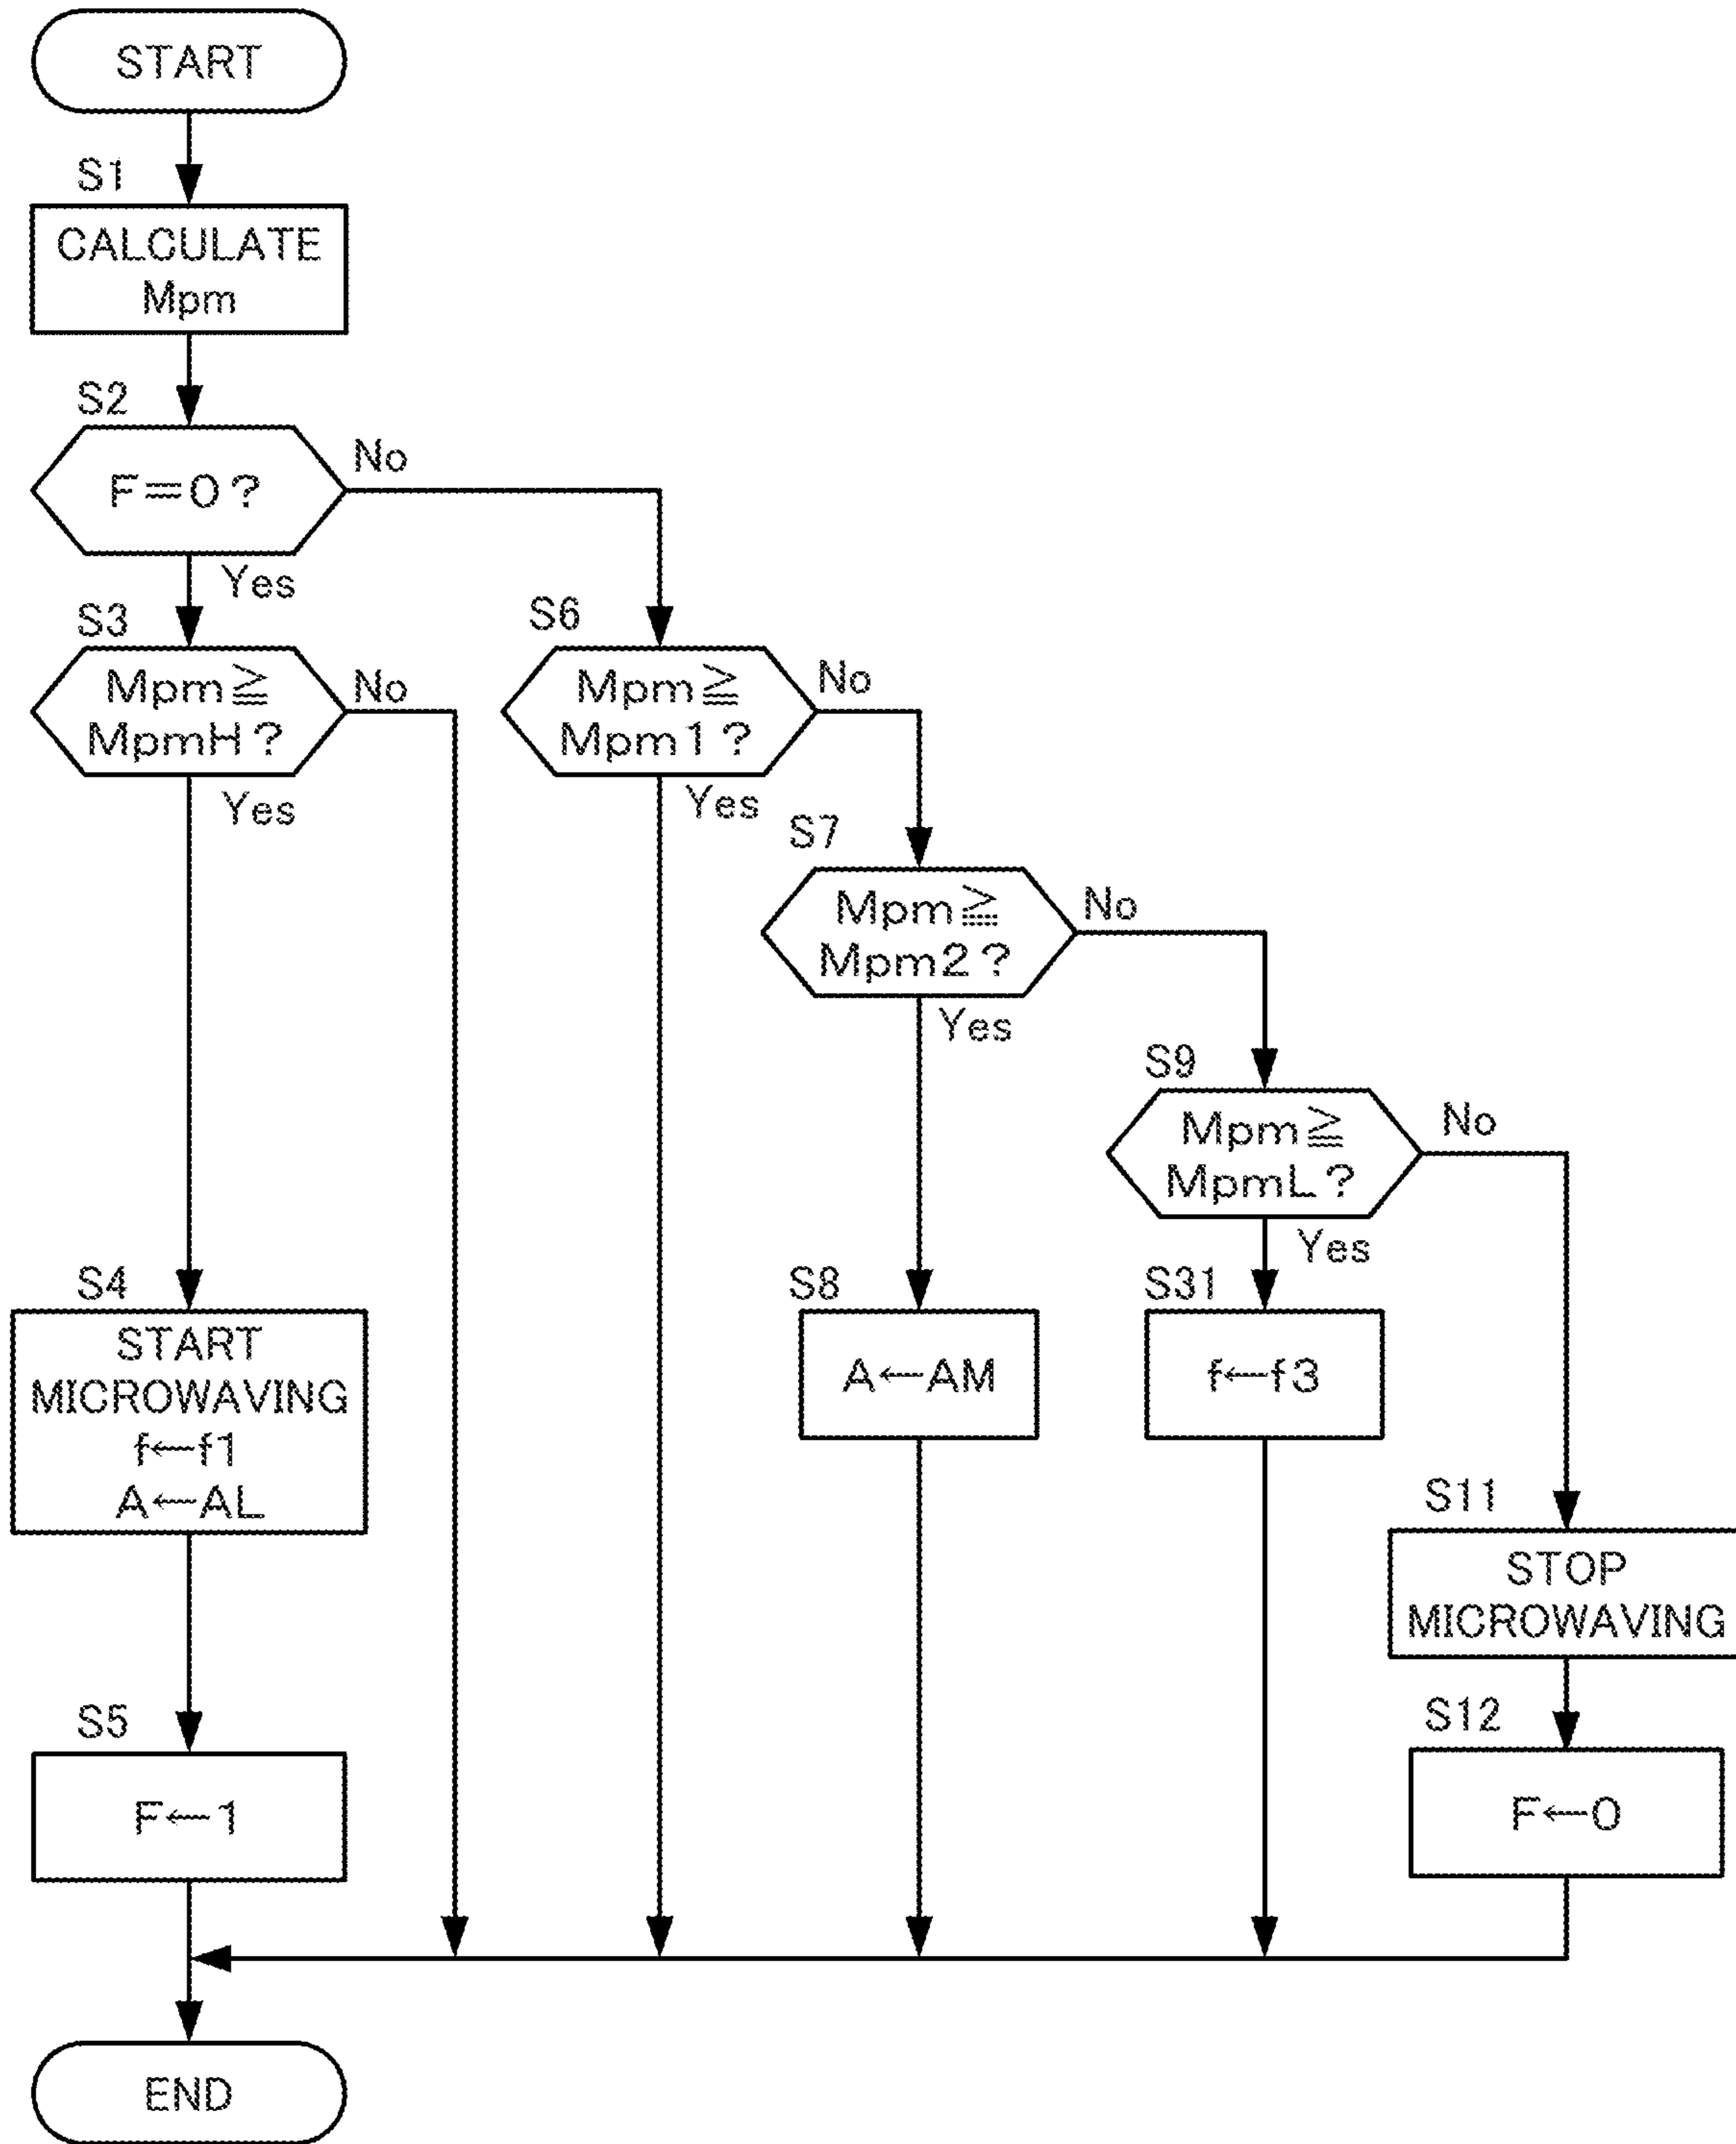 START
S1
CALCULATE
Mpm
S2
F=0?
No
Yes
S3
Mpm≧
MpmH?
No
Yes
S4
START
MICROWAVING
f←f1
A←AL
S5
F←1
S6
Mpm≧
Mpm1?
No
Yes
S7
Mpm≧
Mpm2?
No
Yes
S8
A←AM
S9
Mpm≧
MpmL?
No
Yes
S31
f←f3
S11
STOP
MICROWAVING
S12
F←0
END